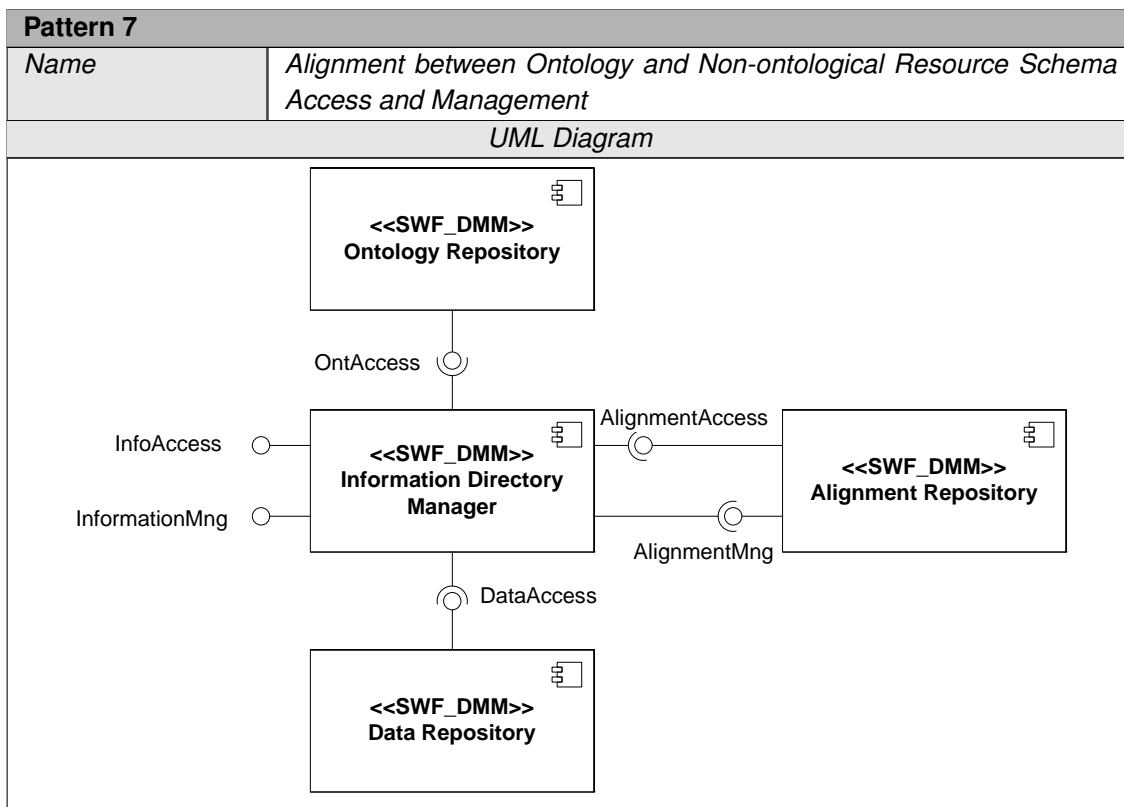 Pattern 7
Name
Alignment between Ontology and Non-ontological Resource Schema
Access and Management
UML Diagram
<<SWF_DMM>>
Ontology Repository
OntAccess
InfoAccess
InformationMng
<<SWF_DMM>>
Information Directory
Manager
AlignmentAccess
AlignmentMng
<<SWF_DMM>>
Alignment Repository
DataAccess
<<SWF_DMM>>
Data Repository